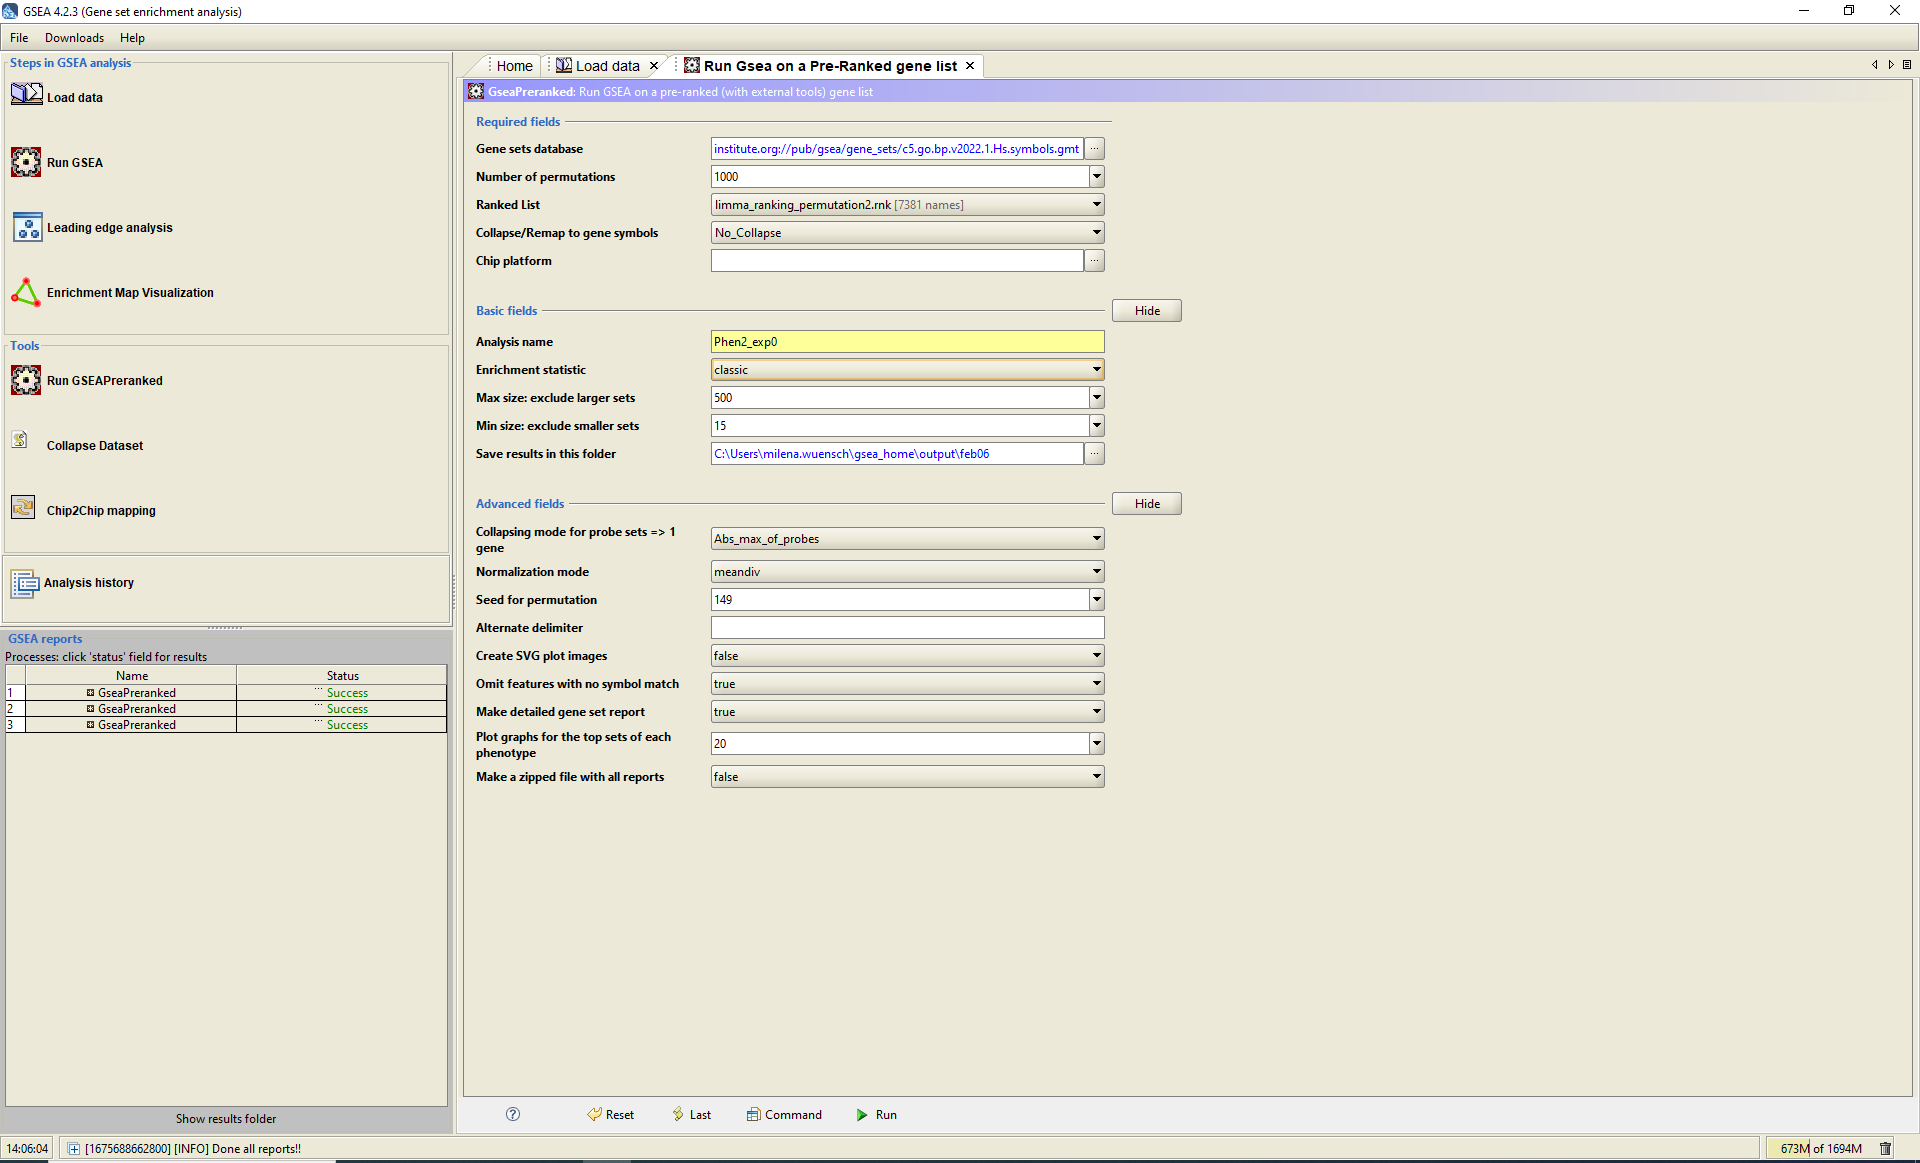 GSEA 4.2.3 (Gene set enrichment analysis)
File Downloads Help
Steps in GSEA analysis
Load data
Run GSEA
Leading edge analysis
Enrichment Map Visualization
Tools
Run GSEAPreranked
Collapse Dataset
Chip2Chip mapping
Analysis history
GSEA reports
Processes: click 'status' field for results
Name Status
1 GseaPreranked ... Success
2 GseaPreranked ... Success
3 GseaPreranked ... Success
Show results folder
Home Load data Run Gsea on a Pre-Ranked gene list
GseaPreranked: Run GSEA on a pre-ranked (with external tools) gene list
Required fields
Gene sets database institute.org://pub/gsea/gene_sets/c5.go.bp.v2022.1.Hs.symbols.gmt ...
Number of permutations 1000
Ranked List limma_ranking_permutation2.rnk [7381 names]
Collapse/Remap to gene symbols No_Collapse
Chip platform ...
Basic fields Hide
Analysis name Phen2_exp0
Enrichment statistic classic
Max size: exclude larger sets 500
Min size: exclude smaller sets 15
Save results in this folder C:\Users\milena.wuensch\gsea_home\output\feb06 ...
Advanced fields Hide
Collapsing mode for probe sets => 1
gene Abs_max_of_probes
Normalization mode meandiv
Seed for permutation 149
Alternate delimiter
Create SVG plot images false
Omit features with no symbol match true
Make detailed gene set report true
Plot graphs for the top sets of each
phenotype 20
Make a zipped file with all reports false
? Reset Last Command Run
14:06:04 [1675688662800] [INFO] Done all reports!! 673M of 1694M